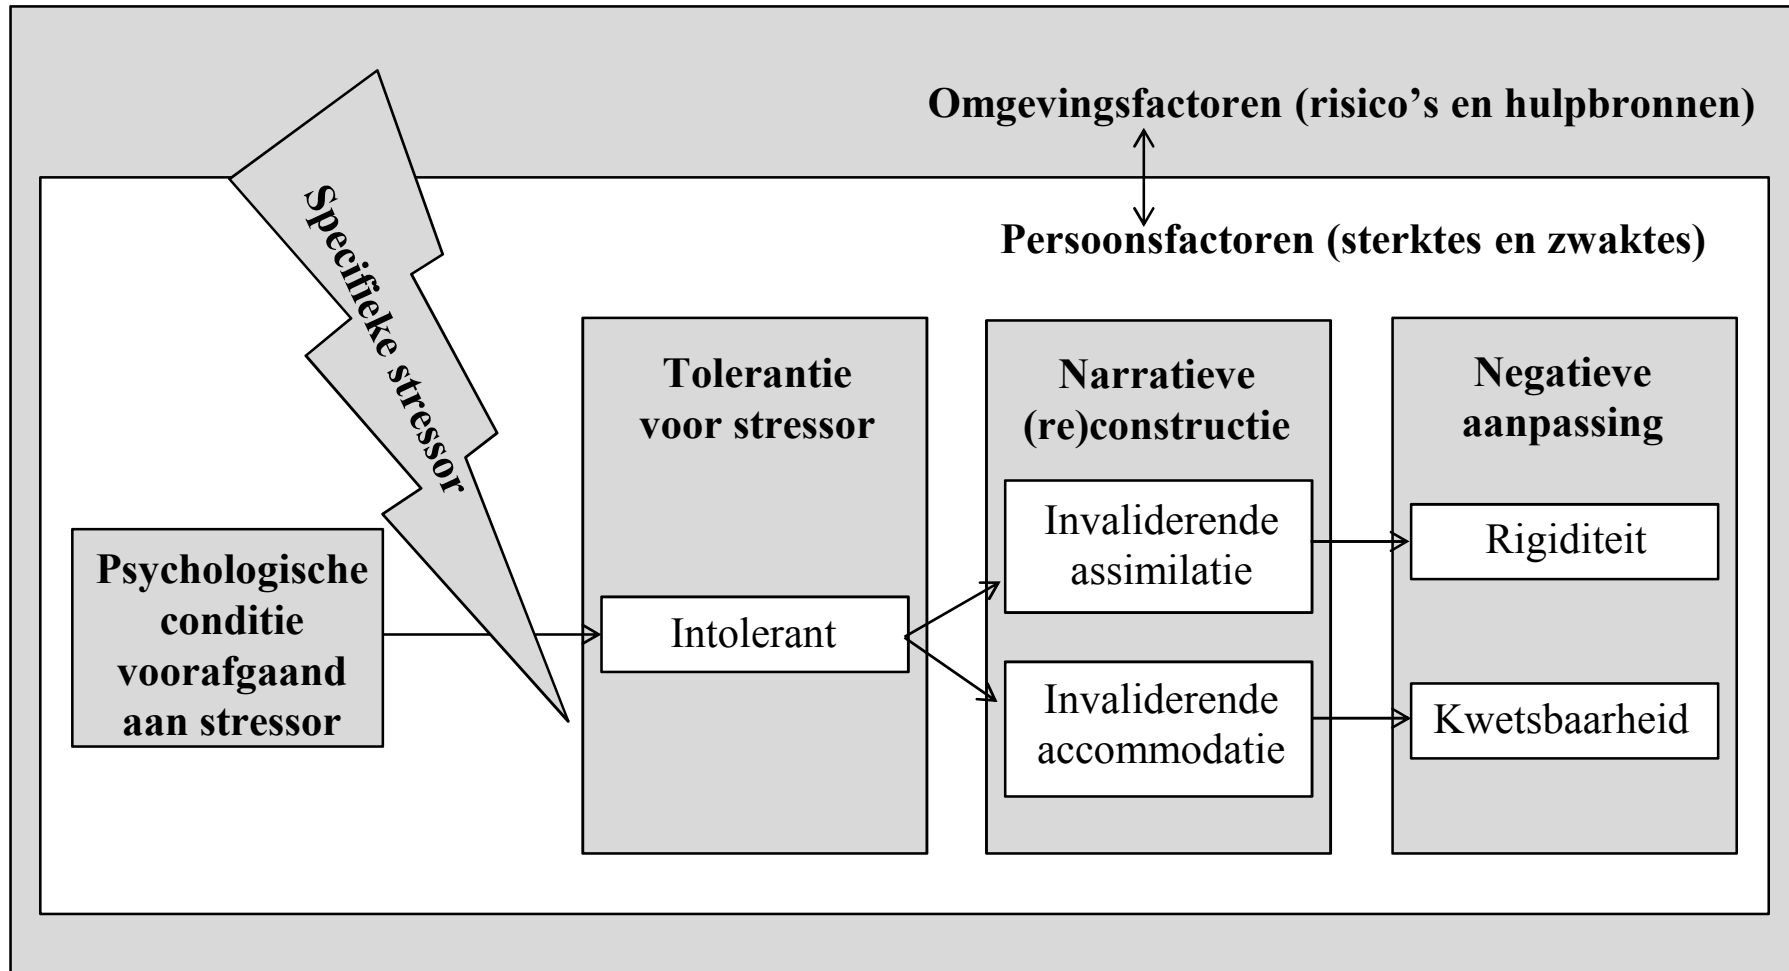 Omgevingsfactoren (risico’s en hulpbronnen)
Persoonsfactoren (sterktes en zwaktes)
Specifieke stressor
Psychologische
conditie
voorafgaand
aan stressor
Tolerantie
voor stressor
Intolerant
Narratieve
(re)constructie
Invaliderende
assimilatie
Invaliderende
accommodatie
Negatieve
aanpassing
Rigiditeit
Kwetsbaarheid